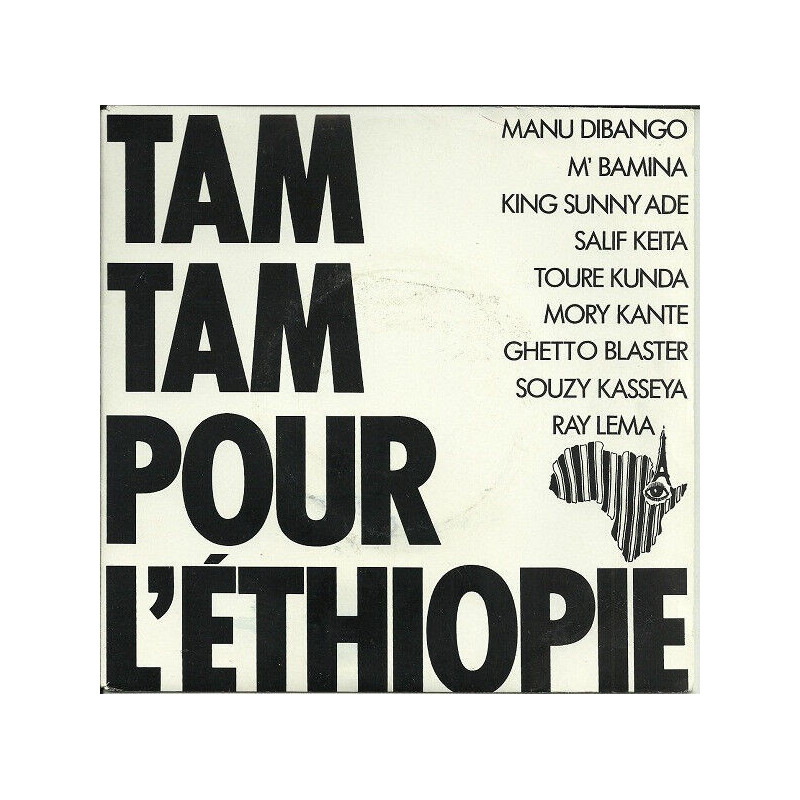 TAM
TAM
POUR
L'ÉTHIOPIE
MANU DIBANGO
M' BAMINA
KING SUNNY ADE
SALIF KEITA
TOURE KUNDA
MORY KANTE
GHETTO BLASTER
SOUZY KASSEYA
RAY LEMA